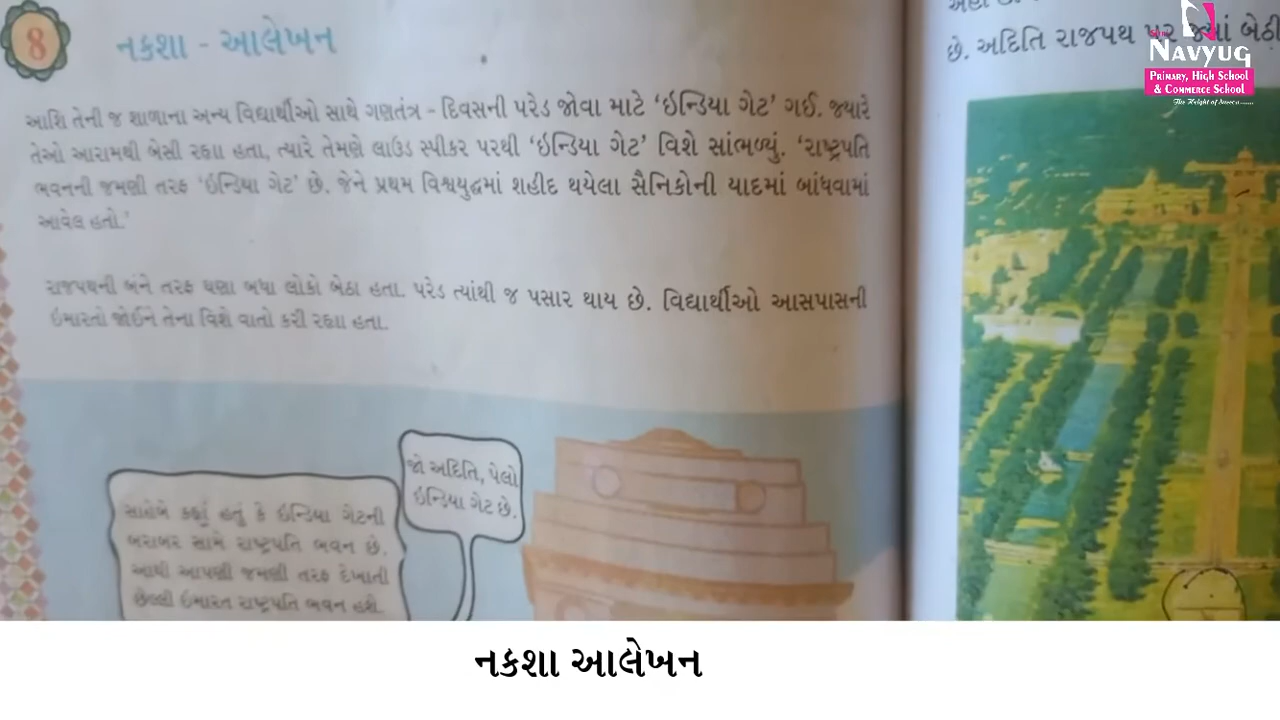 8
નકશા - આલેખન
આશિ તેની જ શાળાના અન્ય વિદ્યાર્થીઓ સાથે ગણતંત્ર - દિવસની પરેડ જોવા માટે ‘ઇન્ડિયા ગેટ’ ગઈ. જ્યારે
તેઓ આરામથી બેસી રહ્યા હતા, ત્યારે તેમણે લાઉડ સ્પીકર પરથી ‘ઇન્ડિયા ગેટ’ વિશે સાંભળ્યું. ‘રાષ્ટ્રપતિ
ભવનની જમણી તરફ ‘ઇન્ડિયા ગેટ’ છે. જેને પ્રથમ વિશ્વયુદ્ધમાં શહીદ થયેલા સૈનિકોની યાદમાં બાંધવામાં
આવેલ હતો.’
રાજપથની બંને તરફ ઘણા બધા લોકો બેઠા હતા. પરેડ ત્યાંથી જ પસાર થાય છે. વિદ્યાર્થીઓ આસપાસની
ઇમારતો જોઈને તેના વિશે વાતો કરી રહ્યા હતા.
જો અદિતિ, પેલો
ઇન્ડિયા ગેટ છે.
સાહેબે કહ્યું હતું કે ઇન્ડિયા ગેટની
બરાબર સામે રાષ્ટ્રપતિ ભવન છે.
આથી આપણી જમણી તરફ દેખાતી
છેલ્લી ઇમારત રાષ્ટ્રપતિ ભવન હશે.
છે. અદિતિ રાજપથ પર જ્યાં બેઠી
NAVYUG
PRIMARY, HIGH SCHOOL
& COMMERCE SCHOOL
નકશા આલેખન